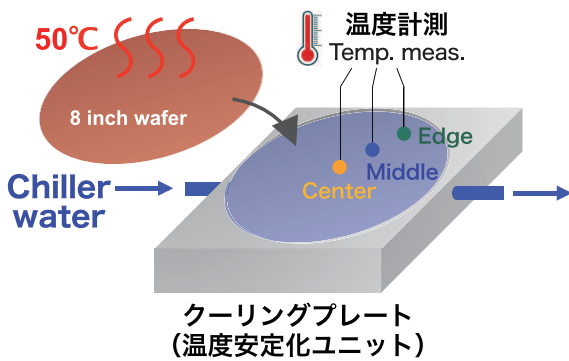 50℃
8 inch wafer
温度計測
Temp. meas.
Edge
Middle
Center
Chiller
water
クーリングプレート
（温度安定化ユニット）